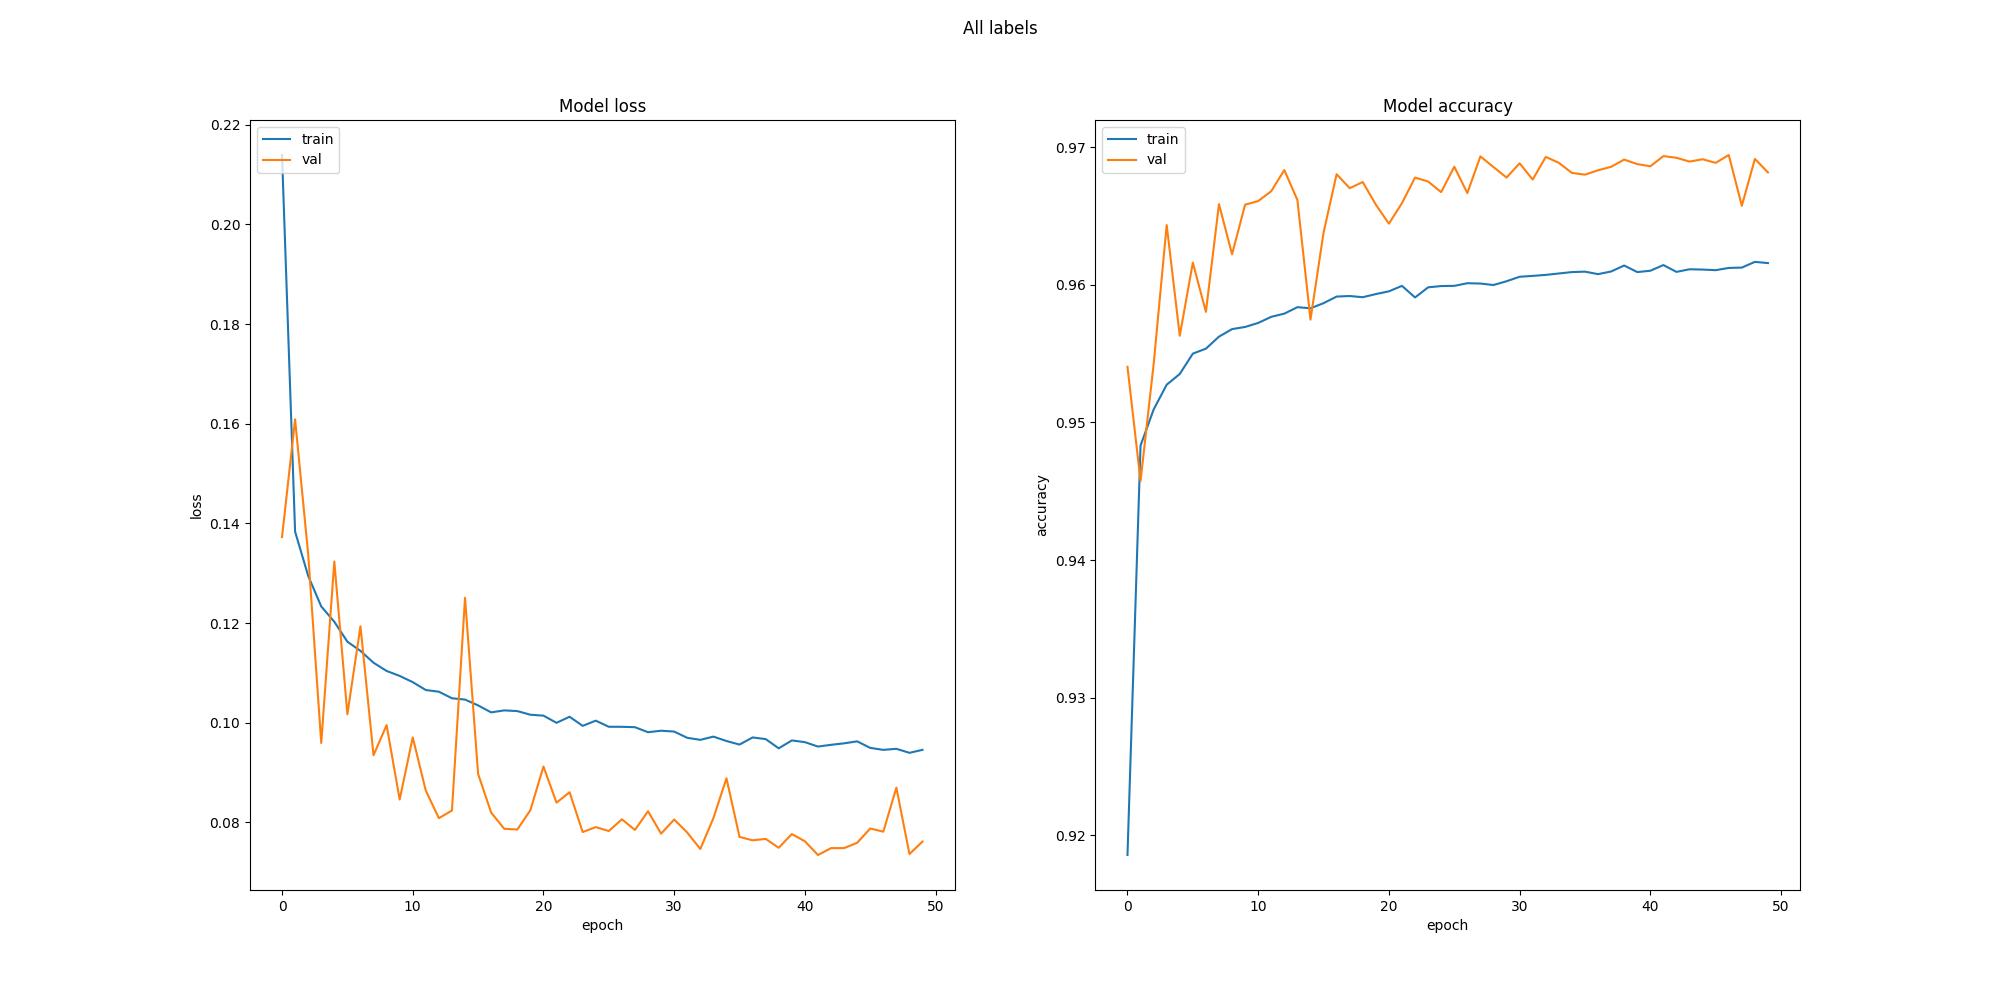 All labels
Model loss
train
val
0.22
0.20
0.18
0.16
0.14
0.12
0.10
0.08
loss
0 10 20 30 40 50
epoch
Model accuracy
train
val
0.97
0.96
0.95
0.94
0.93
0.92
accuracy
0 10 20 30 40 50
epoch